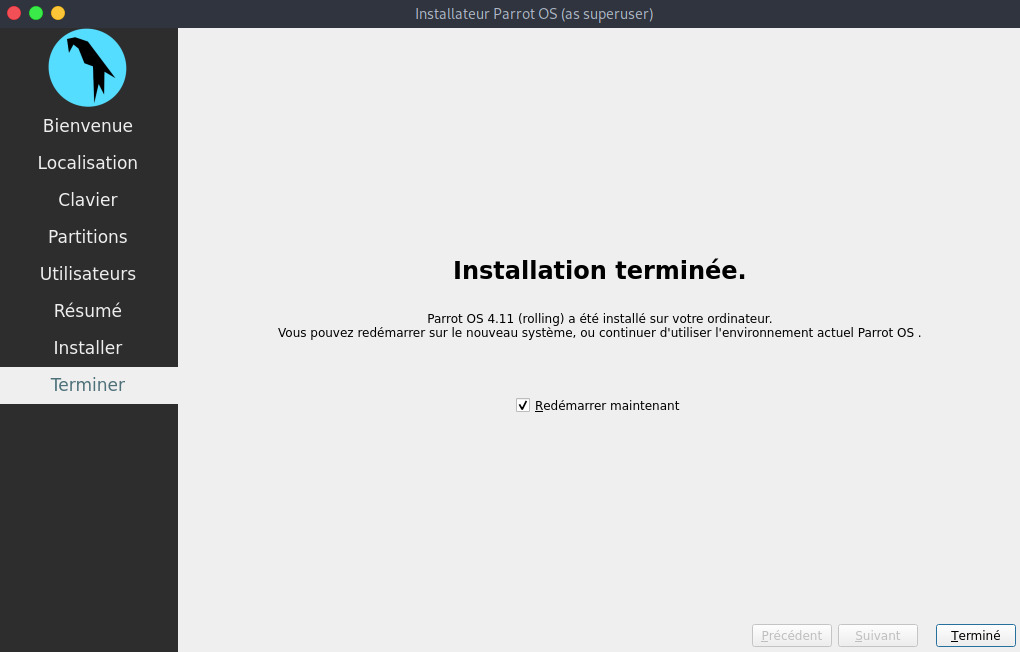 Installateur Parrot OS (as superuser)
Bienvenue
Localisation
Clavier
Partitions
Utilisateurs
Résumé
Installer
Terminer
Installation terminée.
Parrot OS 4.11 (rolling) a été installé sur votre ordinateur.
Vous pouvez redémarrer sur le nouveau système, ou continuer d'utiliser l'environnement actuel Parrot OS .
Redémarrer maintenant
Précédent
Suivant
Terminé